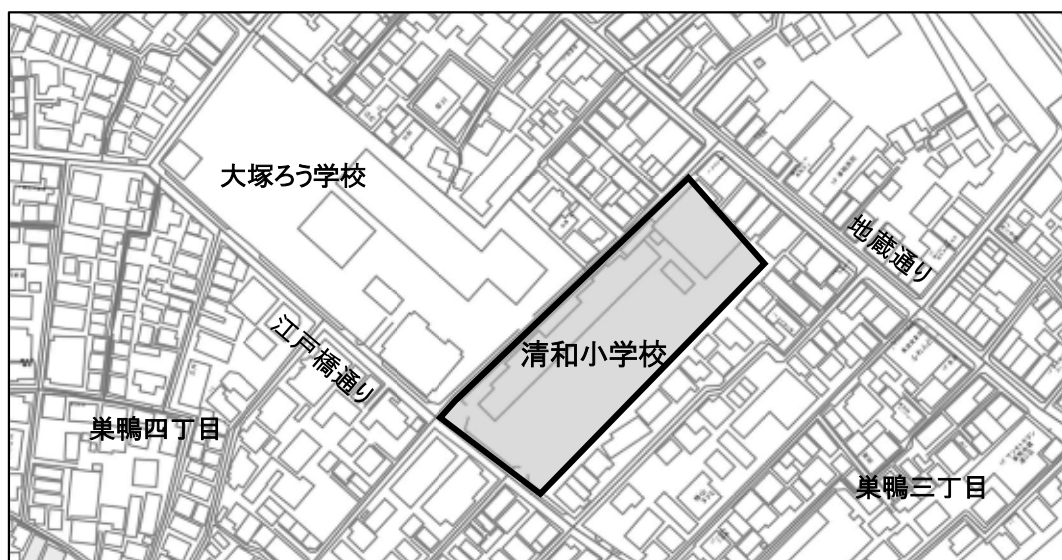 大塚ろう学校
地蔵通り
清和小学校
江戸橋通り
巣鴨四丁目
巣鴨三丁目